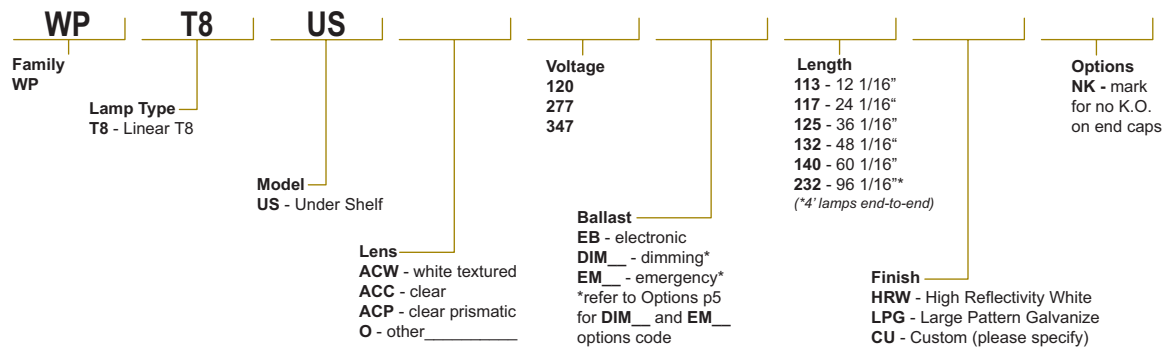 WP T8 US
Family
WP
Lamp Type
T8 - Linear T8
Model
US - Under Shelf
Lens
ACW - white textured
ACC - clear
ACP - clear prismatic
O - other__________
Voltage
120
277
347
Ballast
EB - electronic
DIM__ - dimming*
EM__ - emergency*
*refer to Options p5
for DIM__ and EM__
options code
Length
113 - 12 1/16”
117 - 24 1/16“
125 - 36 1/16”
132 - 48 1/16“
140 - 60 1/16”
232 - 96 1/16”*
(*4’ lamps end-to-end)
Finish
HRW - High Reflectivity White
LPG - Large Pattern Galvanize
CU - Custom (please specify)
Options
NK - mark
for no K.O.
on end caps